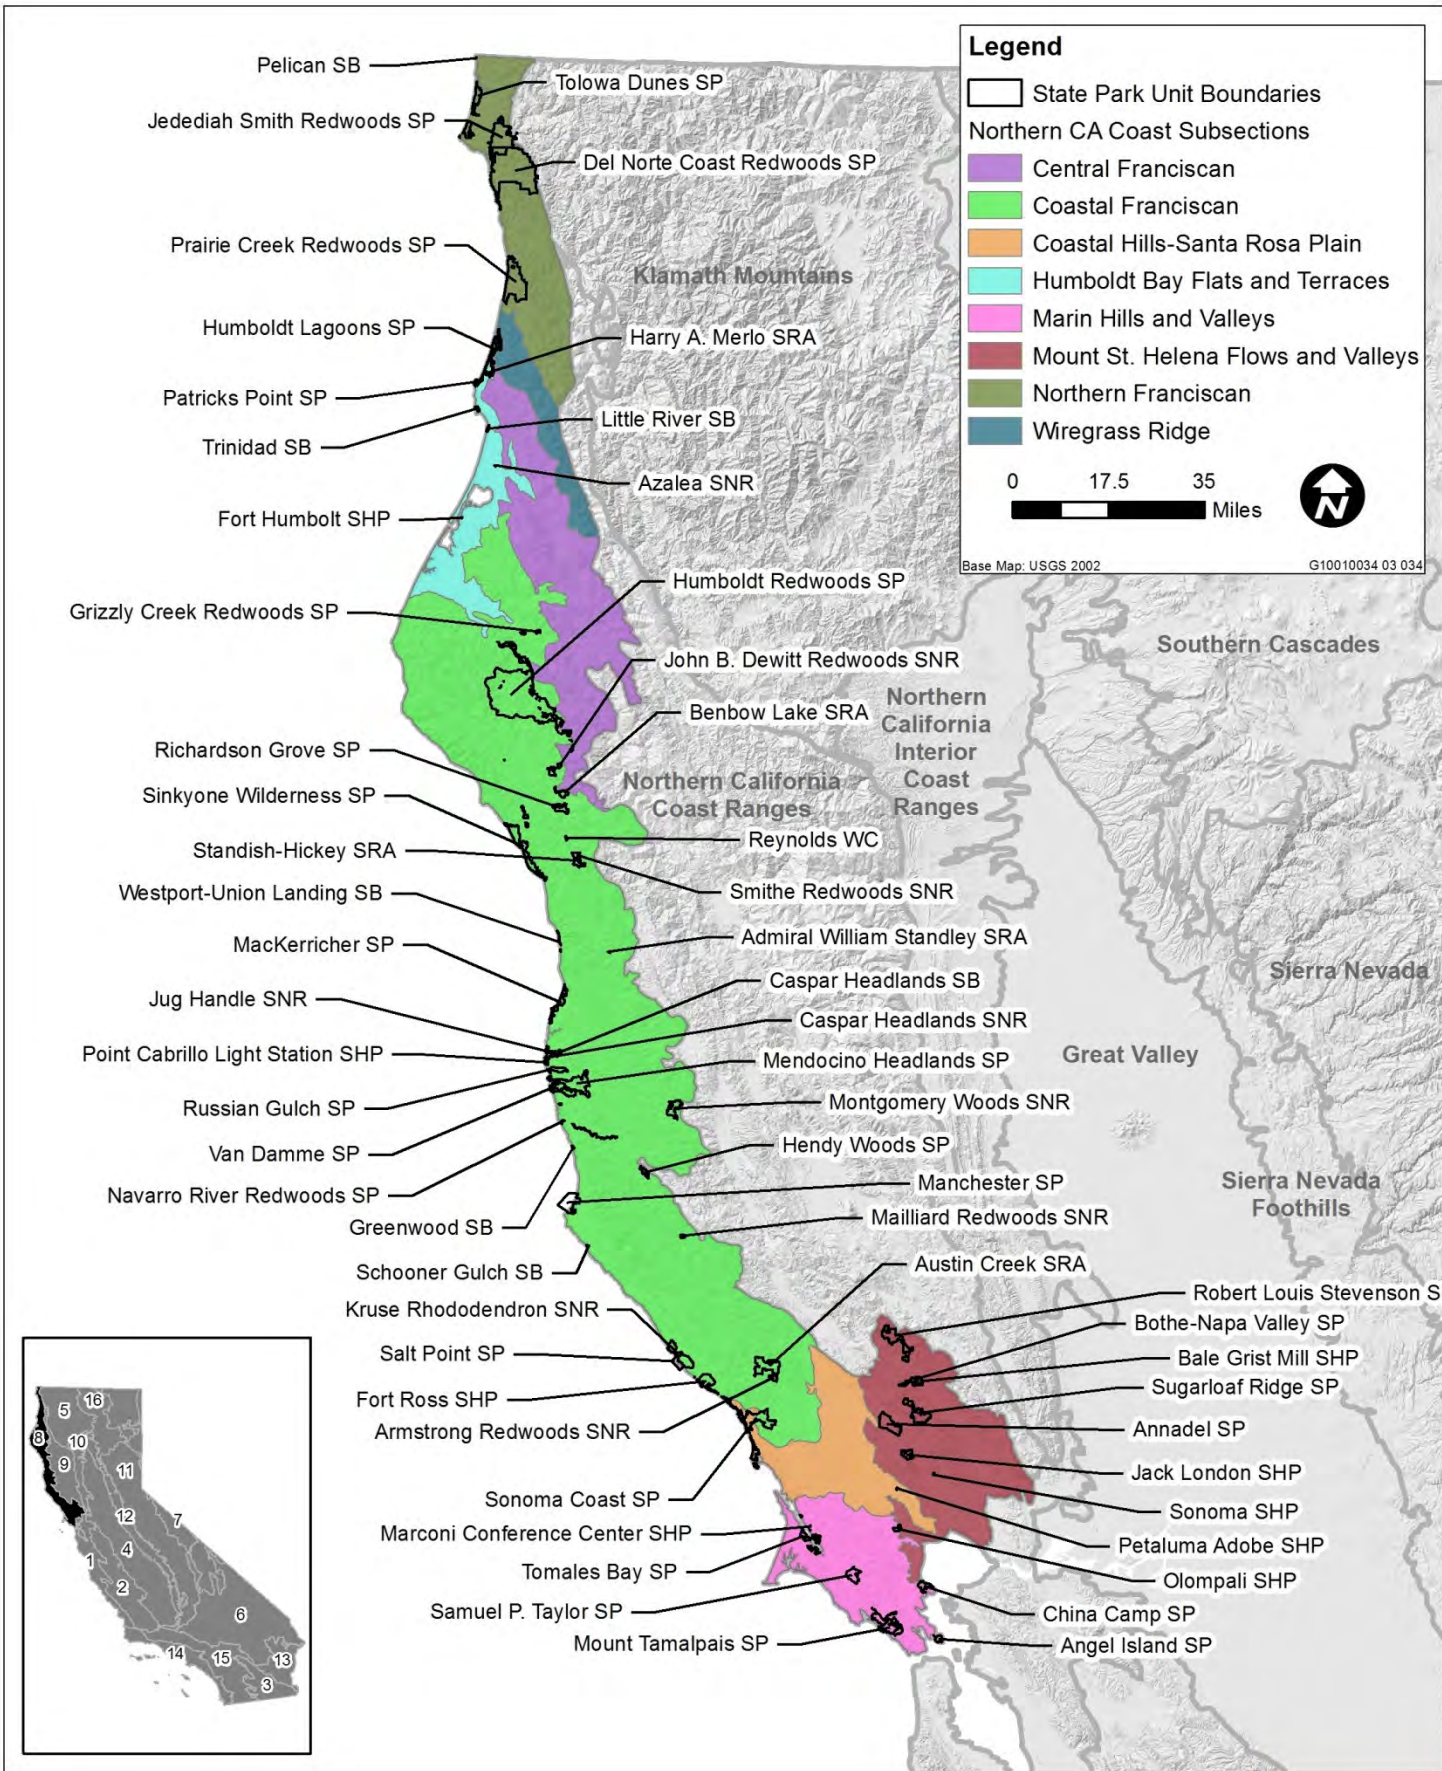 Legend
State Park Unit Boundaries
Northern CA Coast Subsections
Central Franciscan
Coastal Franciscan
Coastal Hills-Santa Rosa Plain
Humboldt Bay Flats and Terraces
Marin Hills and Valleys
Mount St. Helena Flows and Valleys
Northern Franciscan
Wiregrass Ridge
0 17.5 35
Miles
N
Base Map: USGS 2002
G10010034 03 034
Pelican SB
Tolowa Dunes SP
Jedediah Smith Redwoods SP
Del Norte Coast Redwoods SP
Prairie Creek Redwoods SP
Klamath Mountains
Humboldt Lagoons SP
Harry A. Merlo SRA
Patricks Point SP
Little River SB
Trinidad SB
Azalea SNR
Fort Humbolt SHP
Humboldt Redwoods SP
Grizzly Creek Redwoods SP
Southern Cascades
John B. Dewitt Redwoods SNR
Northern
California
Interior
Coast
Ranges
Benbow Lake SRA
Richardson Grove SP
Northern California
Coast Ranges
Sinkyone Wilderness SP
Reynolds WC
Standish-Hickey SRA
Smithe Redwoods SNR
Westport-Union Landing SB
Admiral William Standley SRA
MacKerricher SP
Sierra Nevada
Caspar Headlands SB
Jug Handle SNR
Caspar Headlands SNR
Point Cabrillo Light Station SHP
Great Valley
Mendocino Headlands SP
Russian Gulch SP
Montgomery Woods SNR
Van Damme SP
Hendy Woods SP
Sierra Nevada
Foothills
Navarro River Redwoods SP
Manchester SP
Greenwood SB
Mailliard Redwoods SNR
Schooner Gulch SB
Austin Creek SRA
Robert Louis Stevenson S
Kruse Rhododendron SNR
Bothe-Napa Valley SP
Salt Point SP
Bale Grist Mill SHP
Sugarloaf Ridge SP
Fort Ross SHP
Armstrong Redwoods SNR
Annadel SP
Jack London SHP
Sonoma Coast SP
Sonoma SHP
Marconi Conference Center SHP
Petaluma Adobe SHP
Tomales Bay SP
Olompali SHP
Samuel P. Taylor SP
China Camp SP
Mount Tamalpais SP
Angel Island SP
5
16
8
10
9
11
12
7
1
4
2
6
14
15
13
3